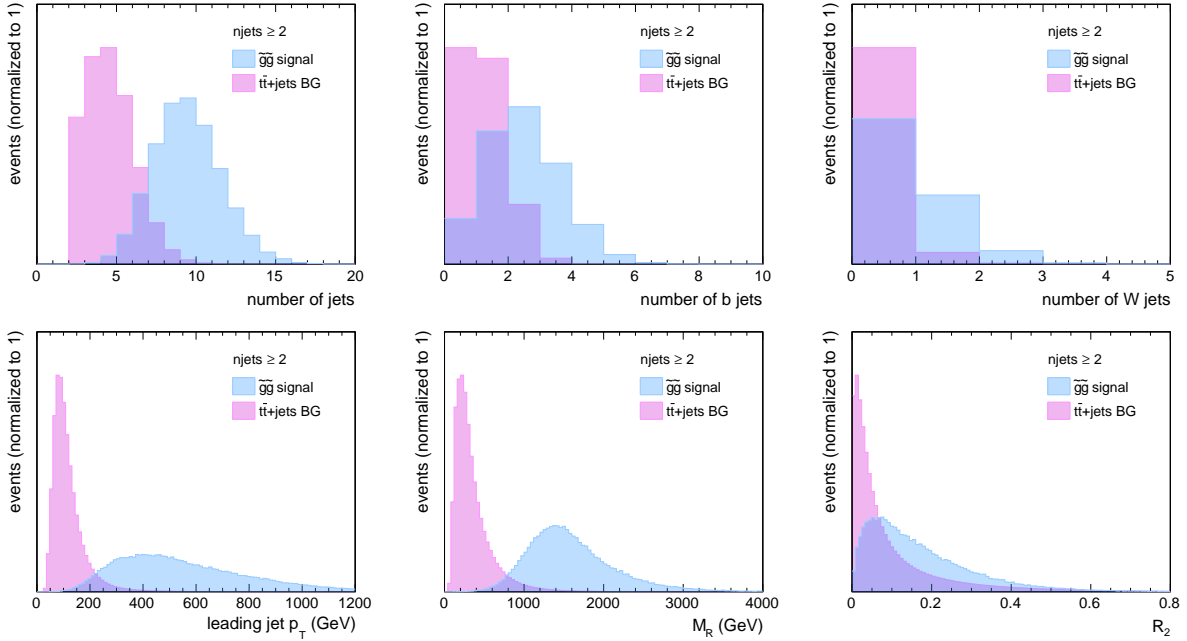 events (normalized to 1)
njets ≥ 2
g̃g̃ signal
tt̄+jets BG
0 5 10 15 20
number of jets
events (normalized to 1)
njets ≥ 2
g̃g̃ signal
tt̄+jets BG
0 2 4 6 8 10
number of b jets
events (normalized to 1)
njets ≥ 2
g̃g̃ signal
tt̄+jets BG
0 1 2 3 4 5
number of W jets
events (normalized to 1)
njets ≥ 2
g̃g̃ signal
tt̄+jets BG
0 200 400 600 800 1000 1200
leading jet p_T (GeV)
events (normalized to 1)
njets ≥ 2
g̃g̃ signal
tt̄+jets BG
0 1000 2000 3000 4000
M_R (GeV)
events (normalized to 1)
njets ≥ 2
g̃g̃ signal
tt̄+jets BG
0 0.2 0.4 0.6 0.8
R_2